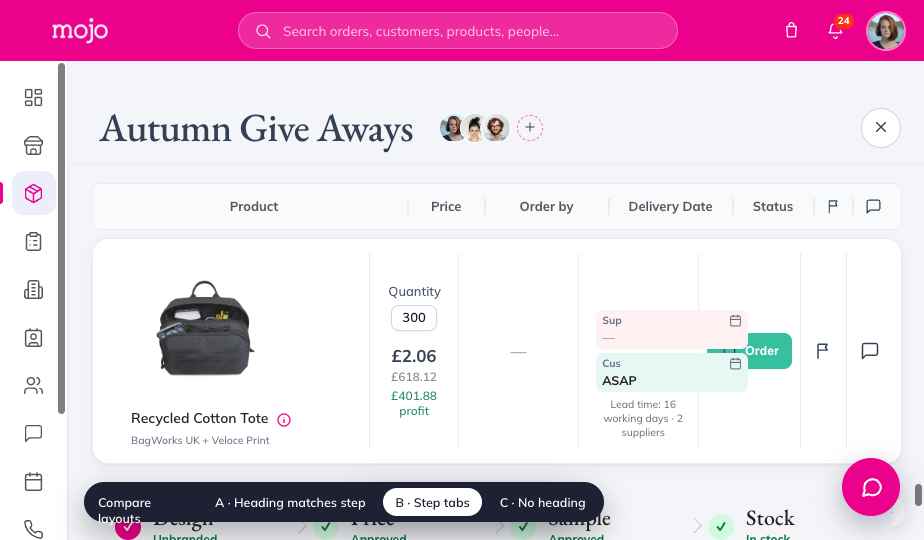 mojo
Search orders, customers, products, people...
24
Autumn Give Aways
Product
Price
Order by
Delivery Date
Status
Quantity
300
£2.06
£618.12
£401.88
profit
—
Sup
—
Cus
ASAP
Lead time: 16
working days · 2
suppliers
Order
Recycled Cotton Tote
BagWorks UK + Veloce Print
Compare
layouts
A · Heading matches step
B · Step tabs
C · No heading
Design
Unbranded
Price
Approved
Sample
Approved
Stock
In stock